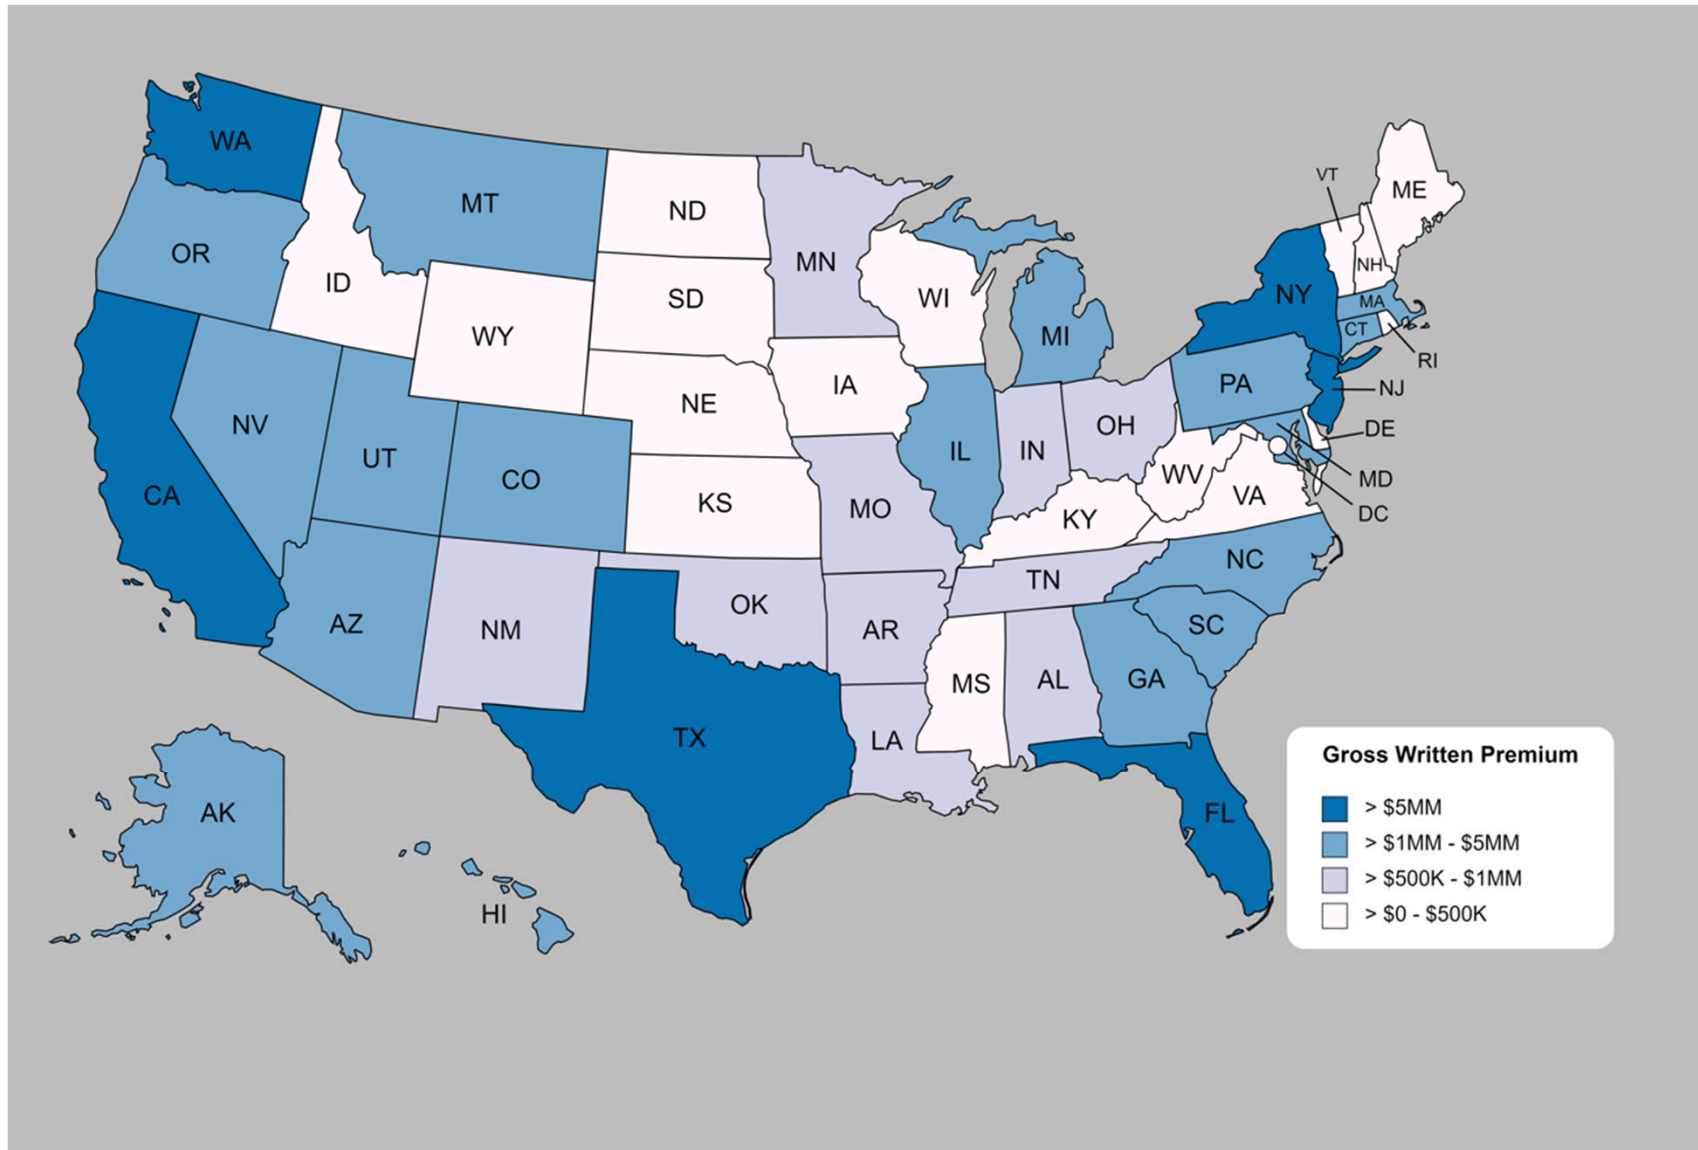 WA
MT
ND
MN
VT
ME
OR
ID
SD
WI
NH
WY
MI
NY
MA
CT
RI
NE
IA
PA
NJ
NV
UT
CO
IL
IN
OH
DE
CA
KS
MO
WV
VA
MD
KY
DC
AZ
NM
OK
AR
TN
NC
SC
TX
LA
MS
AL
GA
AK
HI
FL
Gross Written Premium
> $5MM
> $1MM - $5MM
> $500K - $1MM
> $0 - $500K